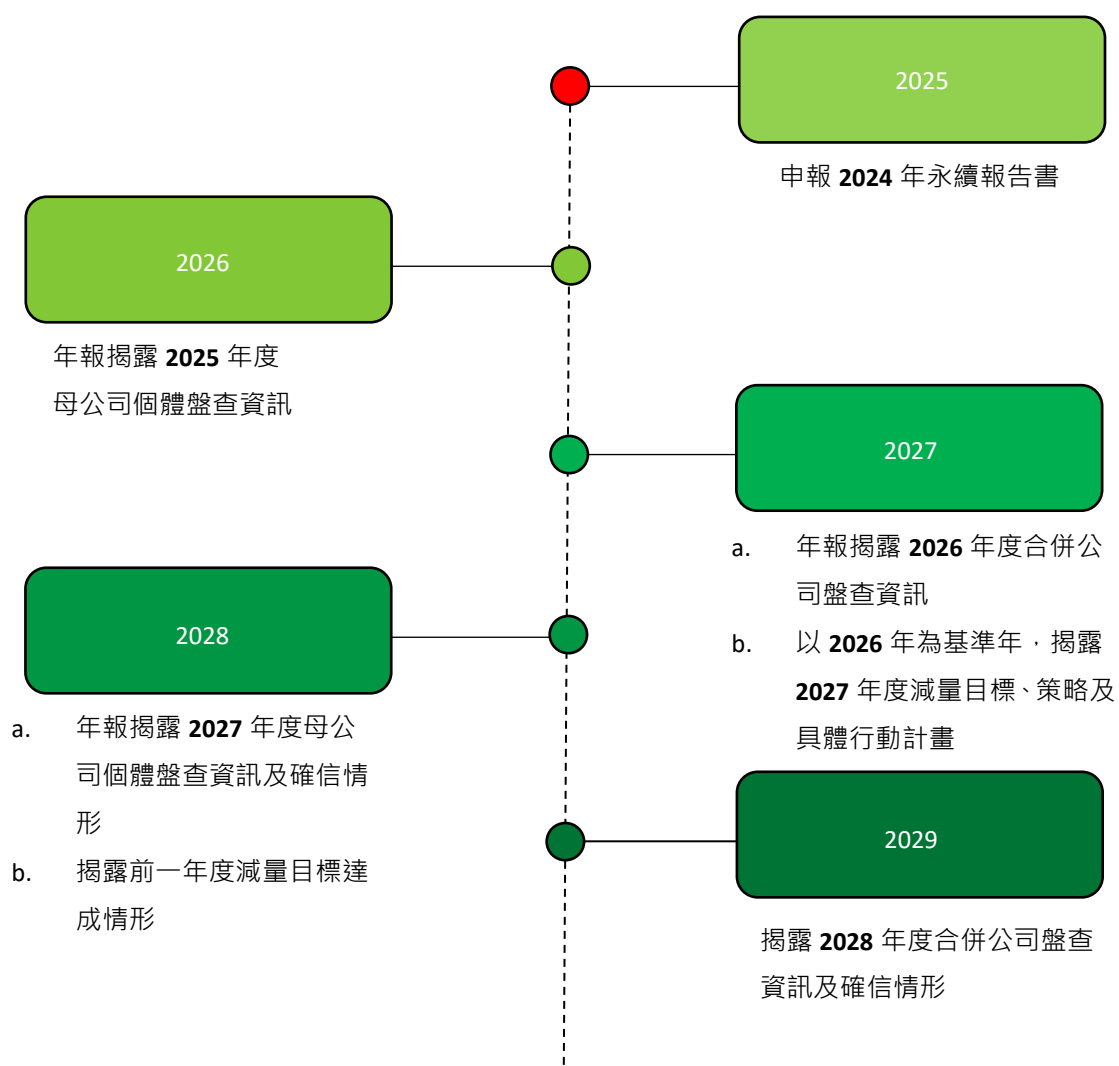 2025
申報 2024 年永續報告書
2026
年報揭露 2025 年度
母公司個體盤查資訊
2027
a. 年報揭露 2026 年度合併公
司盤查資訊
b. 以 2026 年為基準年，揭露
2027 年度減量目標、策略及
具體行動計畫
2028
a. 年報揭露 2027 年度母公
司個體盤查資訊及確信情
形
b. 揭露前一年度減量目標達
成情形
2029
揭露 2028 年度合併公司盤查
資訊及確信情形